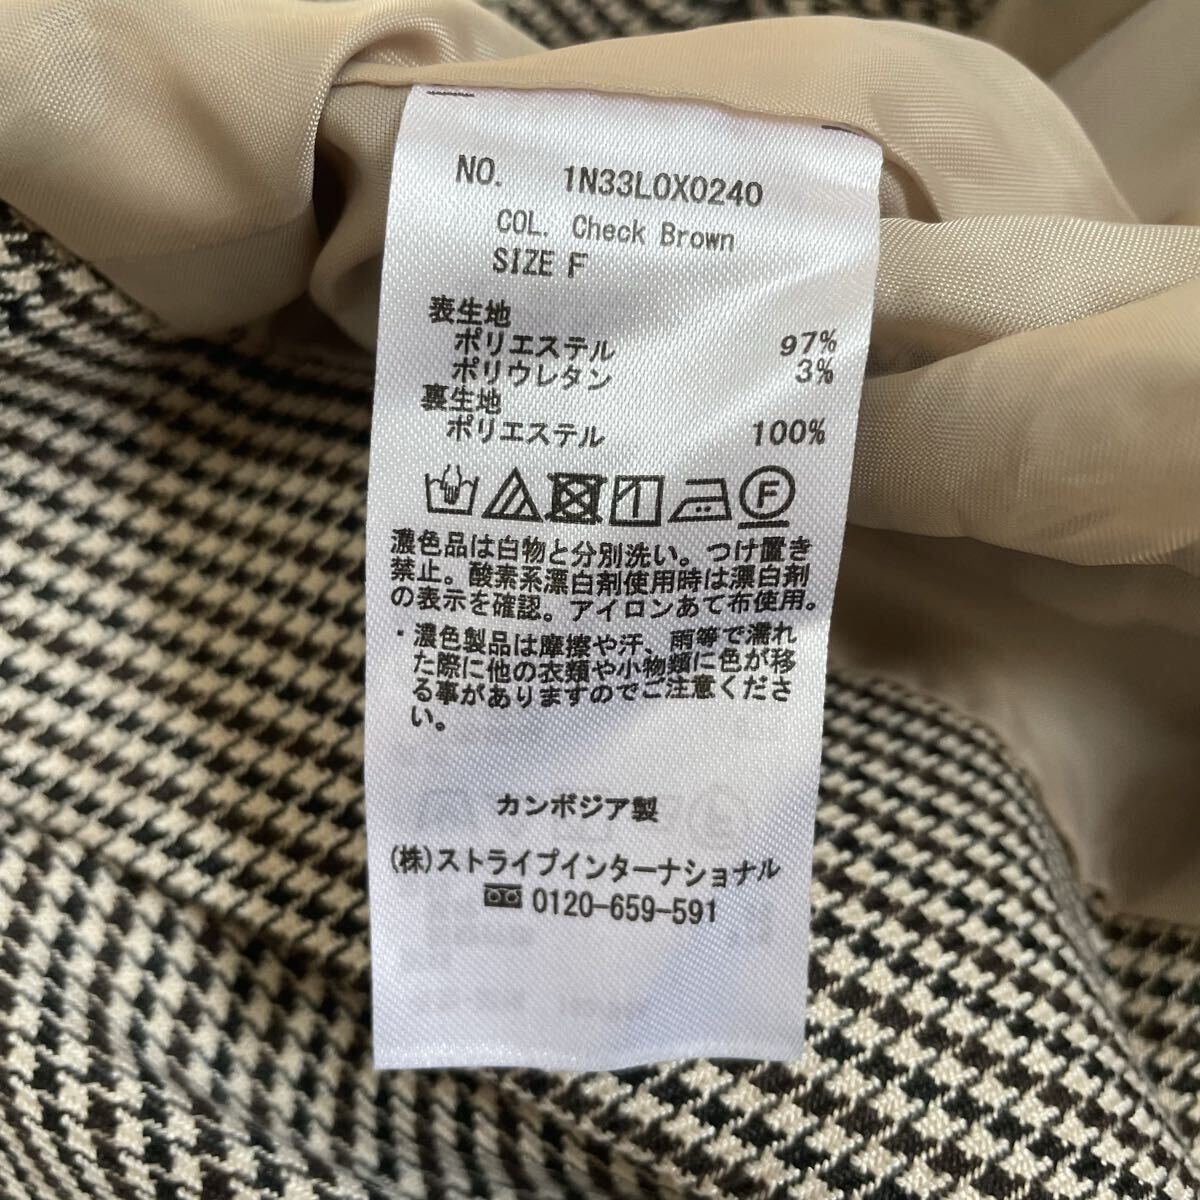 NO. 1N33L0X0240
COL. Check Brown
SIZE F
表生地
ポリエステル 97%
ポリウレタン 3%
裏生地
ポリエステル 100%
F
濃色品は白物と分別洗い。つけ置き
禁止。酸素系漂白剤使用時は漂白剤
の表示を確認。アイロンあて布使用。
・濃色製品は摩擦や汗、雨等で濡れ
た際に他の衣類や小物類に色が移
る事がありますのでご注意くださ
い。
カンボジア製
(株)ストライプインターナショナル
0120-659-591